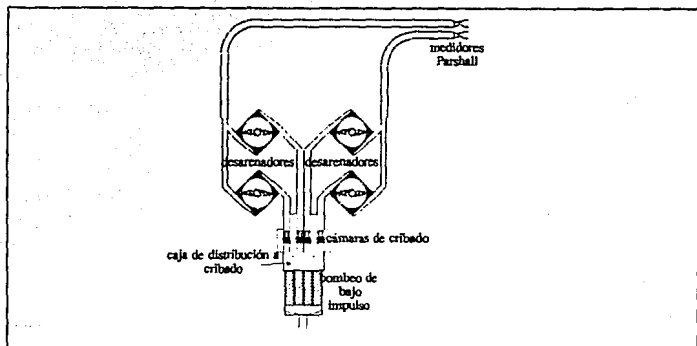 medidores
Parshall
desarenadores
desarenadores
cámaras de cribado
caja de distribución a
cribado
bombeo de
bajo
impulso